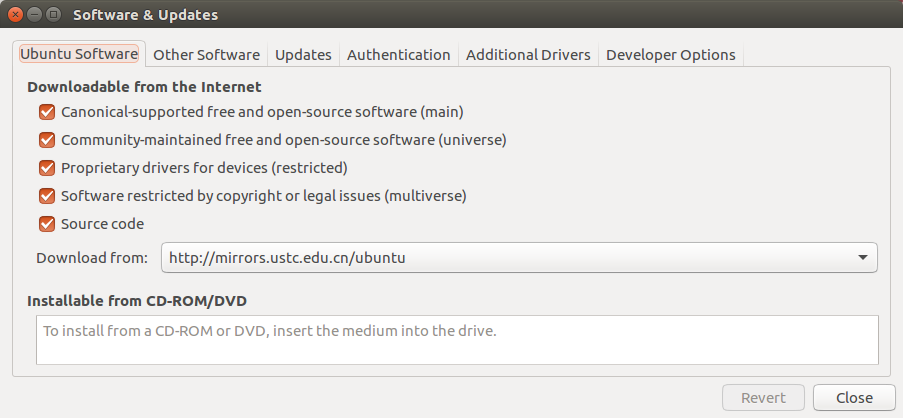 Software & Updates
Ubuntu Software Other Software Updates Authentication Additional Drivers Developer Options
Downloadable from the Internet
Canonical-supported free and open-source software (main)
Community-maintained free and open-source software (universe)
Proprietary drivers for devices (restricted)
Software restricted by copyright or legal issues (multiverse)
Source code
Download from: http://mirrors.ustc.edu.cn/ubuntu
Installable from CD-ROM/DVD
To install from a CD-ROM or DVD, insert the medium into the drive.
Revert Close